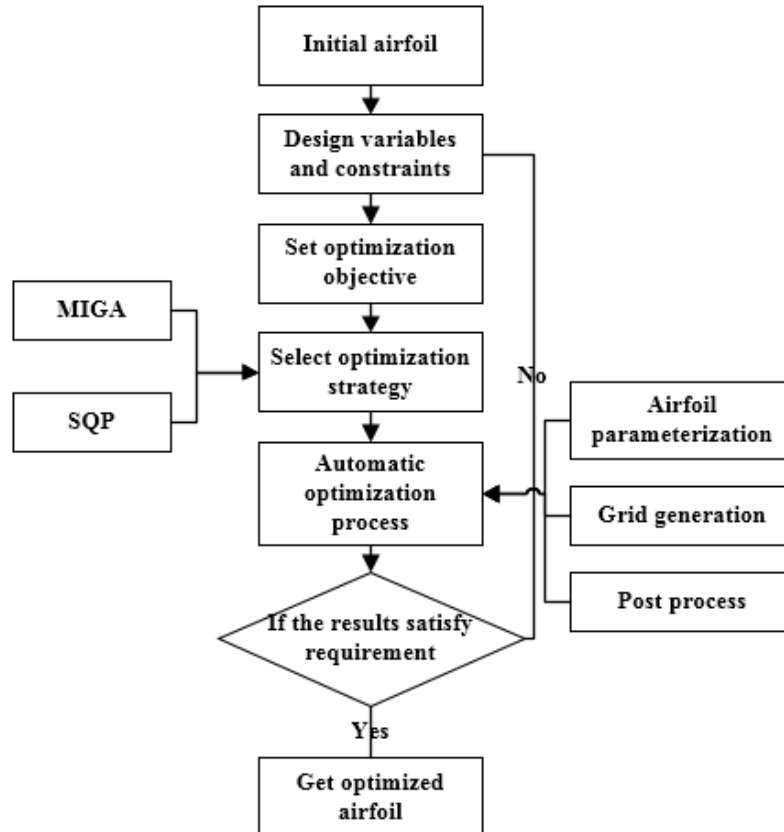 Initial airfoil
Design variables
and constraints
Set optimization
objective
MIGA
Select optimization
strategy
No
SQP
Airfoil
parameterization
Automatic
optimization
process
Grid generation
Post process
If the results satisfy
requirement
Yes
Get optimized
airfoil